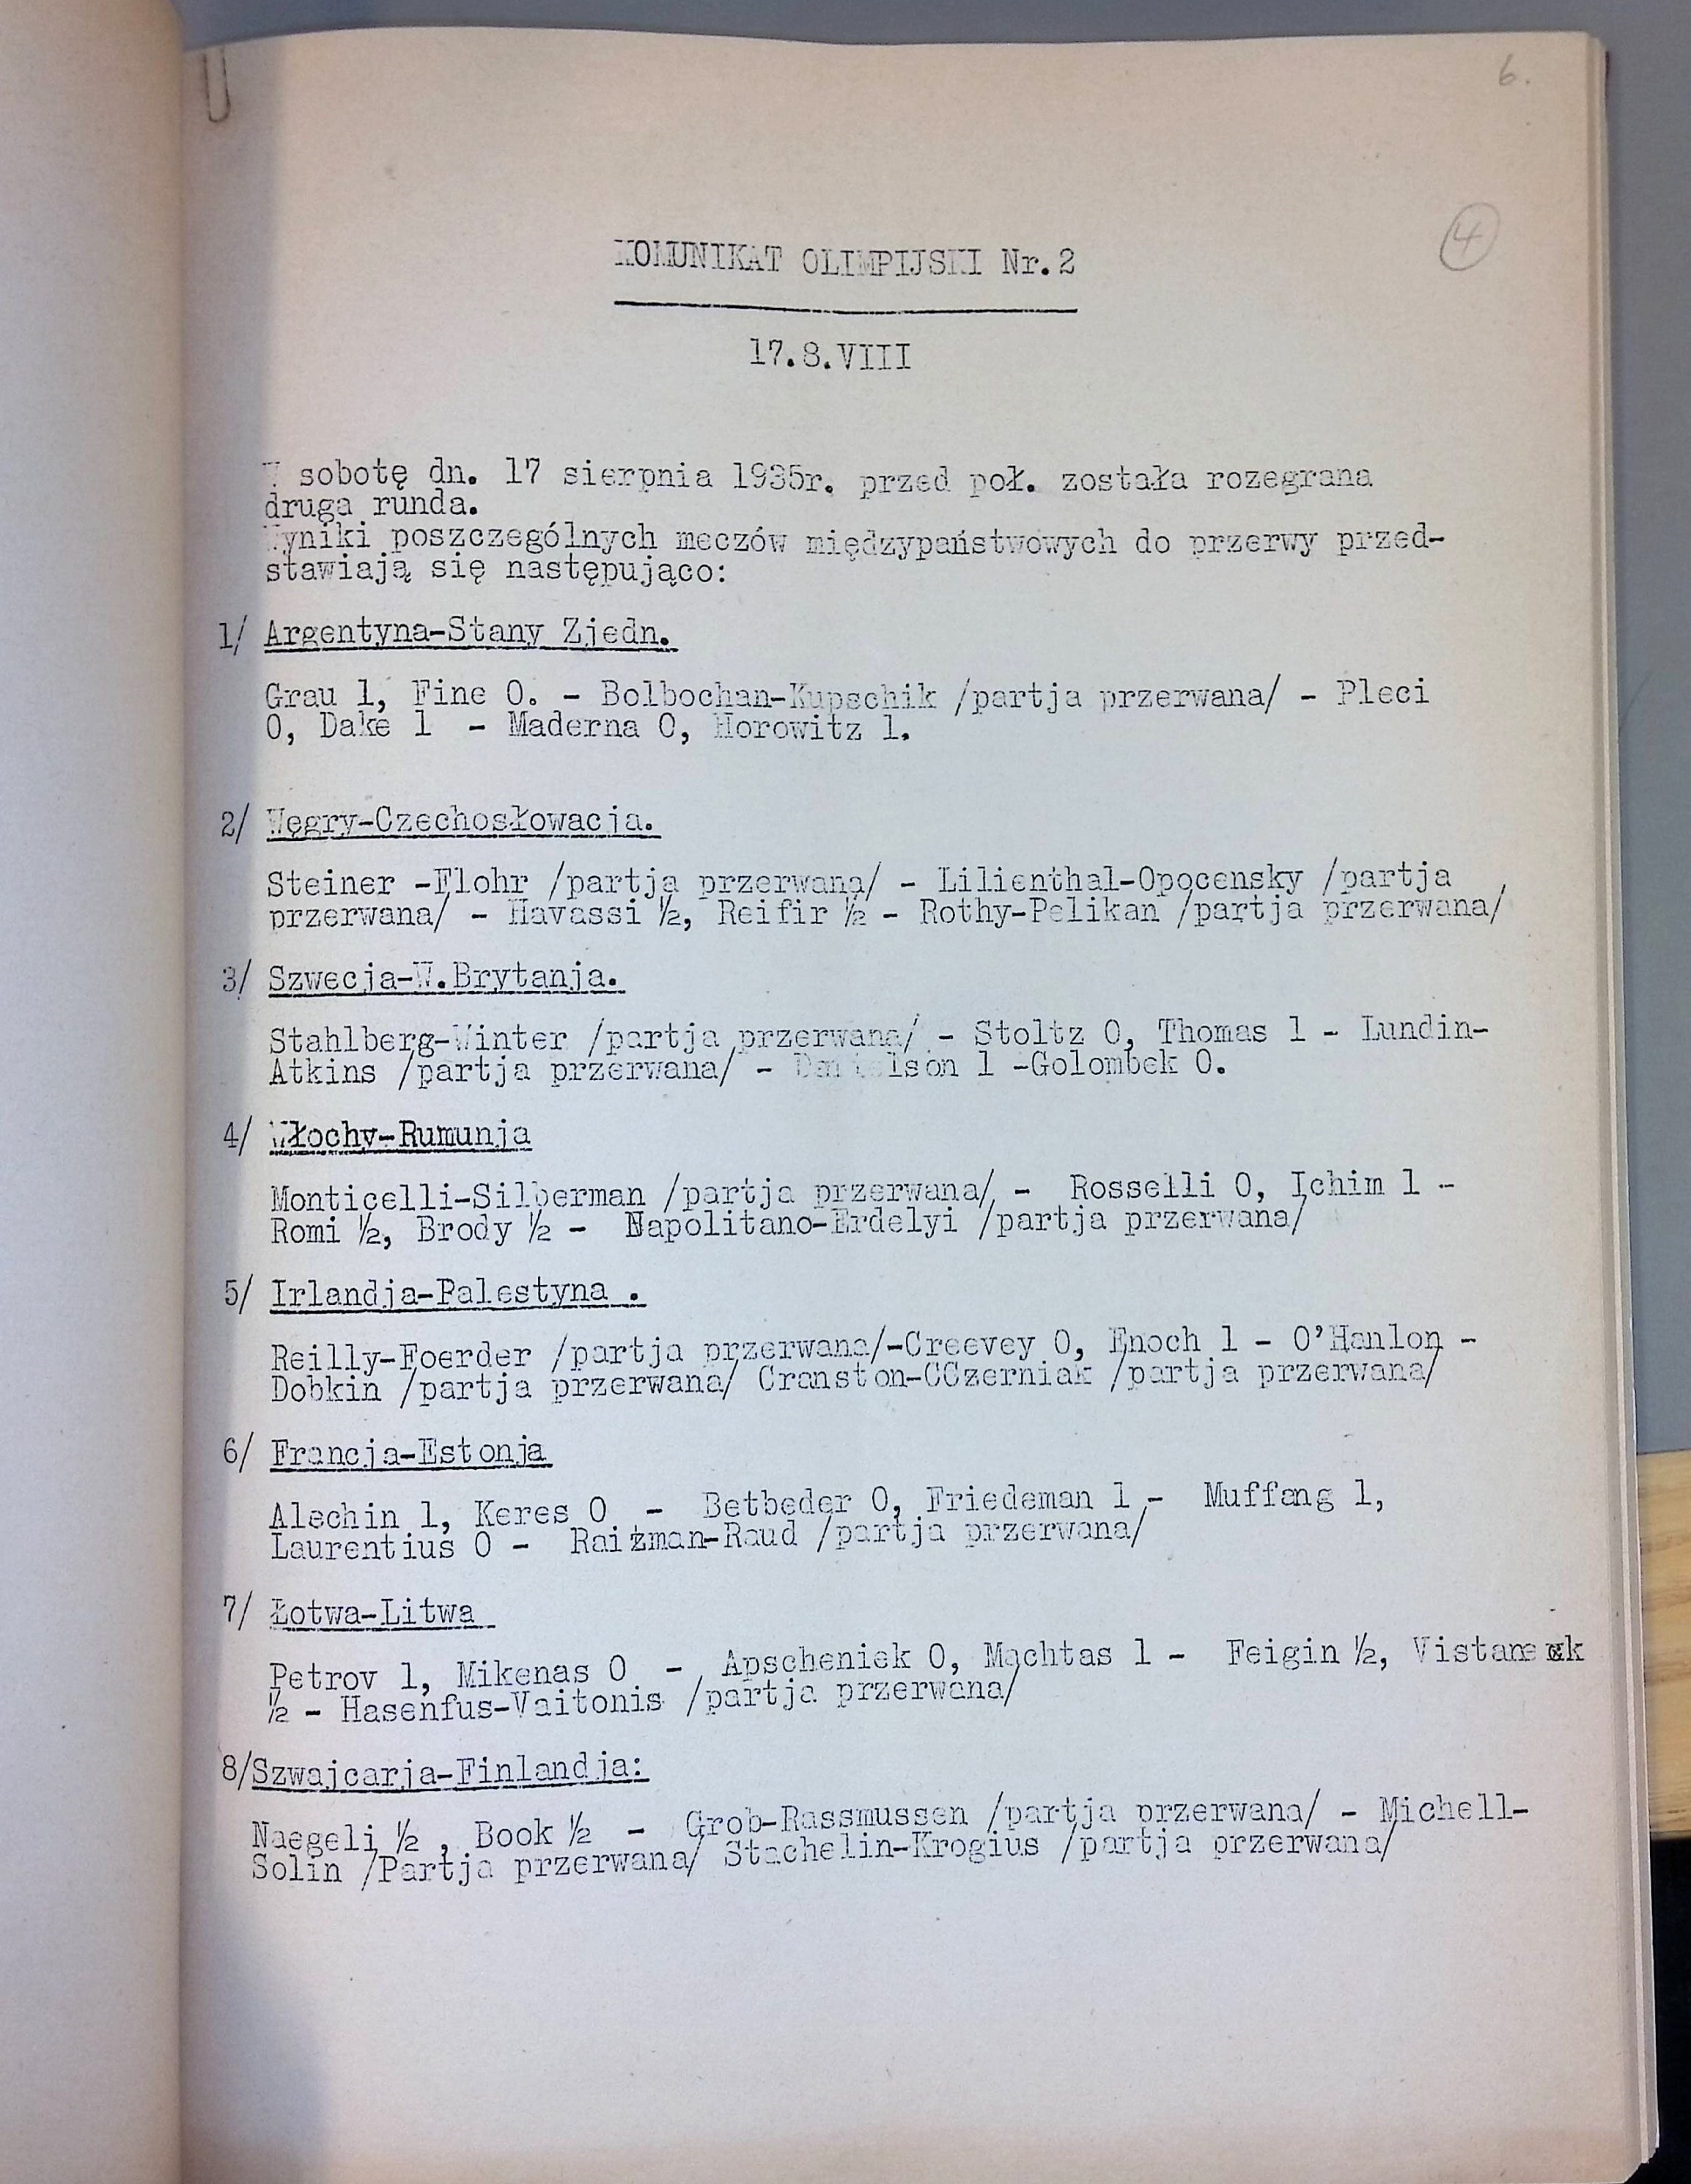 6.
4
KOMUNIKAT OLIMPIJSKI Nr.2
17.8.VIII
W sobotę dn. 17 sierpnia 1935r. przed poł. została rozegrana
druga runda.
Wyniki poszczególnych meczów międzypaństwowych do przerwy przed-
stawiają się następująco:
1/ Argentyna-Stany Zjedn.
Grau 1, Fine 0. - Bolbochan-Kupschik /partja przerwana/ - Pleci
0, Dake 1 - Maderna 0, Horowitz 1.
2/ Węgry-Czechosłowacja.
Steiner -Flohr /partja przerwana/ - Lilienthal-Opocensky /partja
przerwana/ - Havassi ½, Reifir ½ - Rothy-Pelikan /partja przerwana/
3/ Szwecja-W.Brytanja.
Stahlberg-Winter /partja przerwana/ - Stoltz 0, Thomas 1 - Lundin-
Atkins /partja przerwana/ - Danielson 1 -Golombek 0.
4/ Włochy-Rumunja
Monticelli-Silberman /partja przerwana/ - Rosselli 0, Ichim 1 -
Romi ½, Brody ½ - Napolitano-Erdelyi /partja przerwana/
5/ Irlandja-Palestyna .
Reilly-Foerder /partja przerwana/-Creevey 0, Enoch 1 - O'Hanlon -
Dobkin /partja przerwana/ Cranston-CCzerniak /partja przerwana/
6/ Francja-Estonja
Alechin 1, Keres 0 - Betbeder 0, Friedeman 1 - Muffang 1,
Laurentius 0 - Raizman-Raud /partja przerwana/
7/ Łotwa-Litwa
Petrov 1, Mikenas 0 - Apscheniek 0, Machtas 1 - Feigin ½,
½ - Hasenfus-Vaitonis /partja przerwana/
8/Szwajcarja-Finlandja:
Naegeli ½ , Book ½ - Grob-Rassmussen /partja przerwana/ - Michell-
Solin /Partja przerwana/ Stachelin-Krogius /partja przerwana/